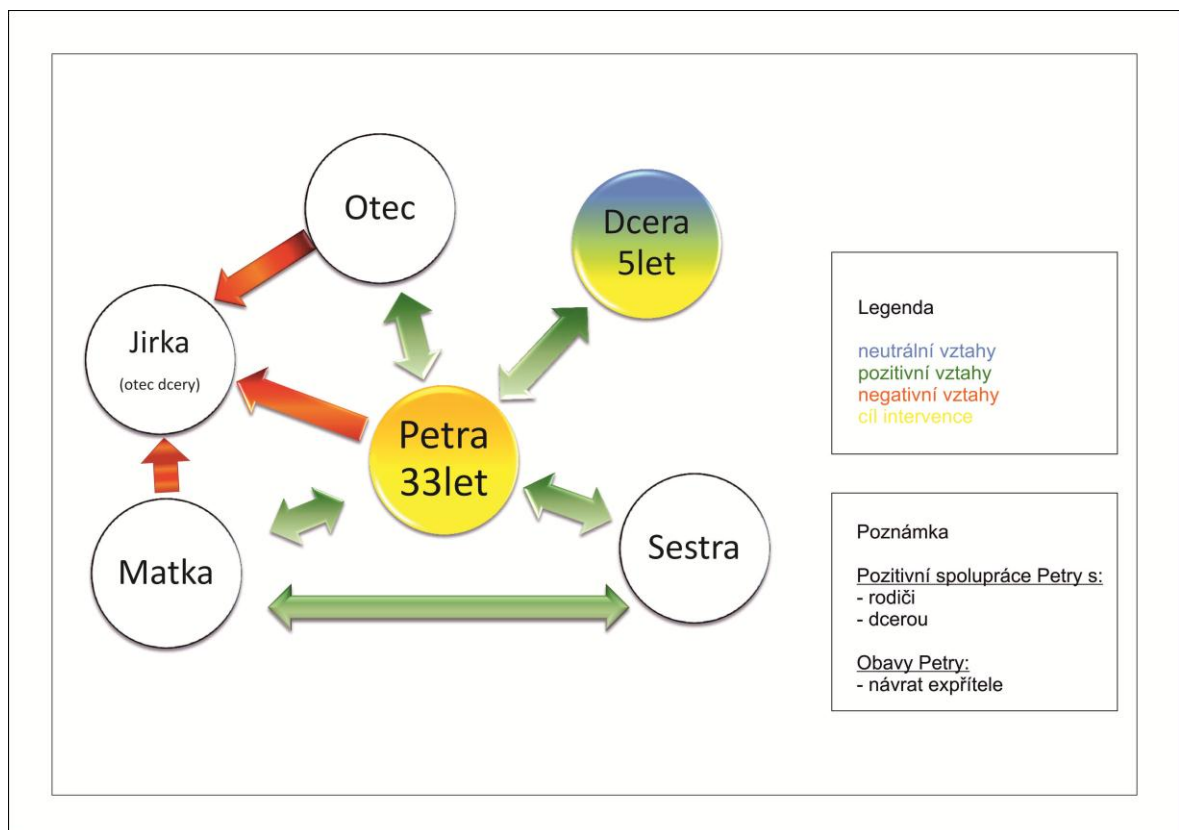 Otec
Dcera
5let
Jirka
(otec dcery)
Petra
33let
Matka
Sestra
Legenda
neutrální vztahy
pozitivní vztahy
negativní vztahy
cíl intervence
Poznámka
Pozitivní spolupráce Petry s:
- rodiči
- dcerou
Obavy Petry:
- návrat expřítele